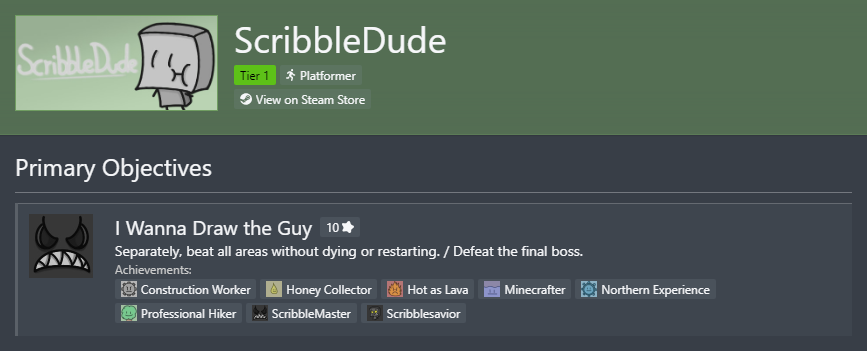 ScribbleDude
ScribbleDude
Tier 1 Platformer
View on Steam Store
Primary Objectives
I Wanna Draw the Guy 10
Separately, beat all areas without dying or restarting. / Defeat the final boss.
Achievements:
Construction Worker Honey Collector Hot as Lava Minecrafter Northern Experience
Professional Hiker ScribbleMaster Scribblesavior